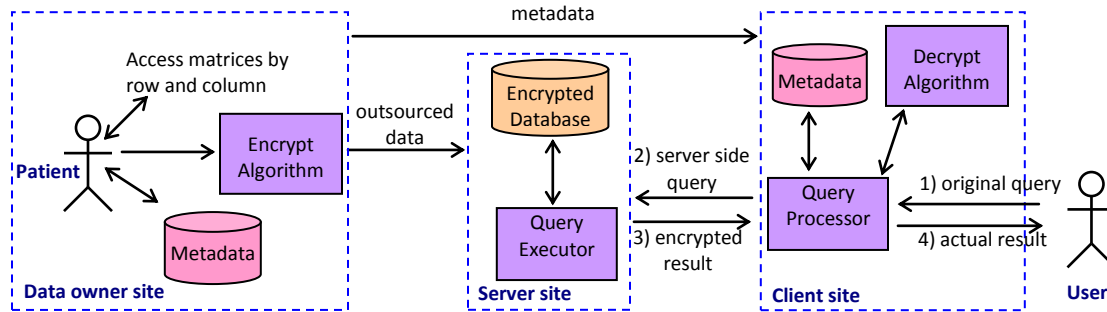 metadata
Access matrices by
row and column
Patient
Encrypt
Algorithm
Metadata
Data owner site
outsourced
data
Encrypted
Database
Query
Executor
Server site
2) server side
query
3) encrypted
result
Metadata
Decrypt
Algorithm
Query
Processor
Client site
1) original query
4) actual result
User